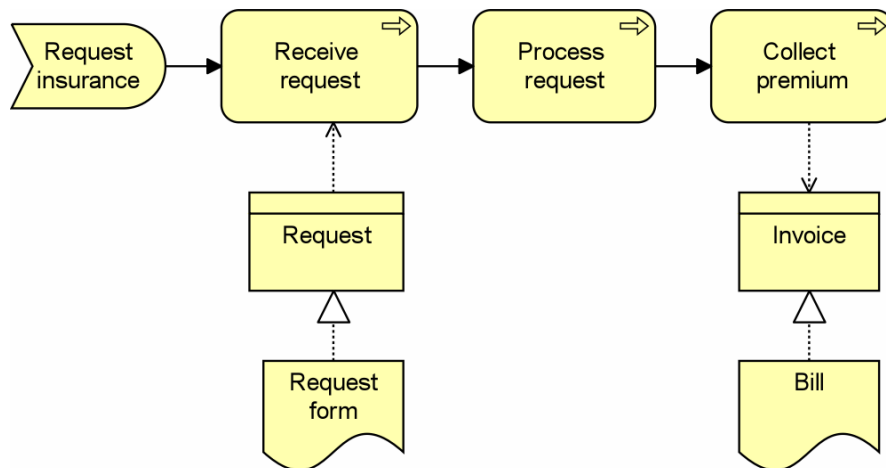 Request
insurance
Receive
request
Process
request
Collect
premium
Request
Invoice
Request
form
Bill